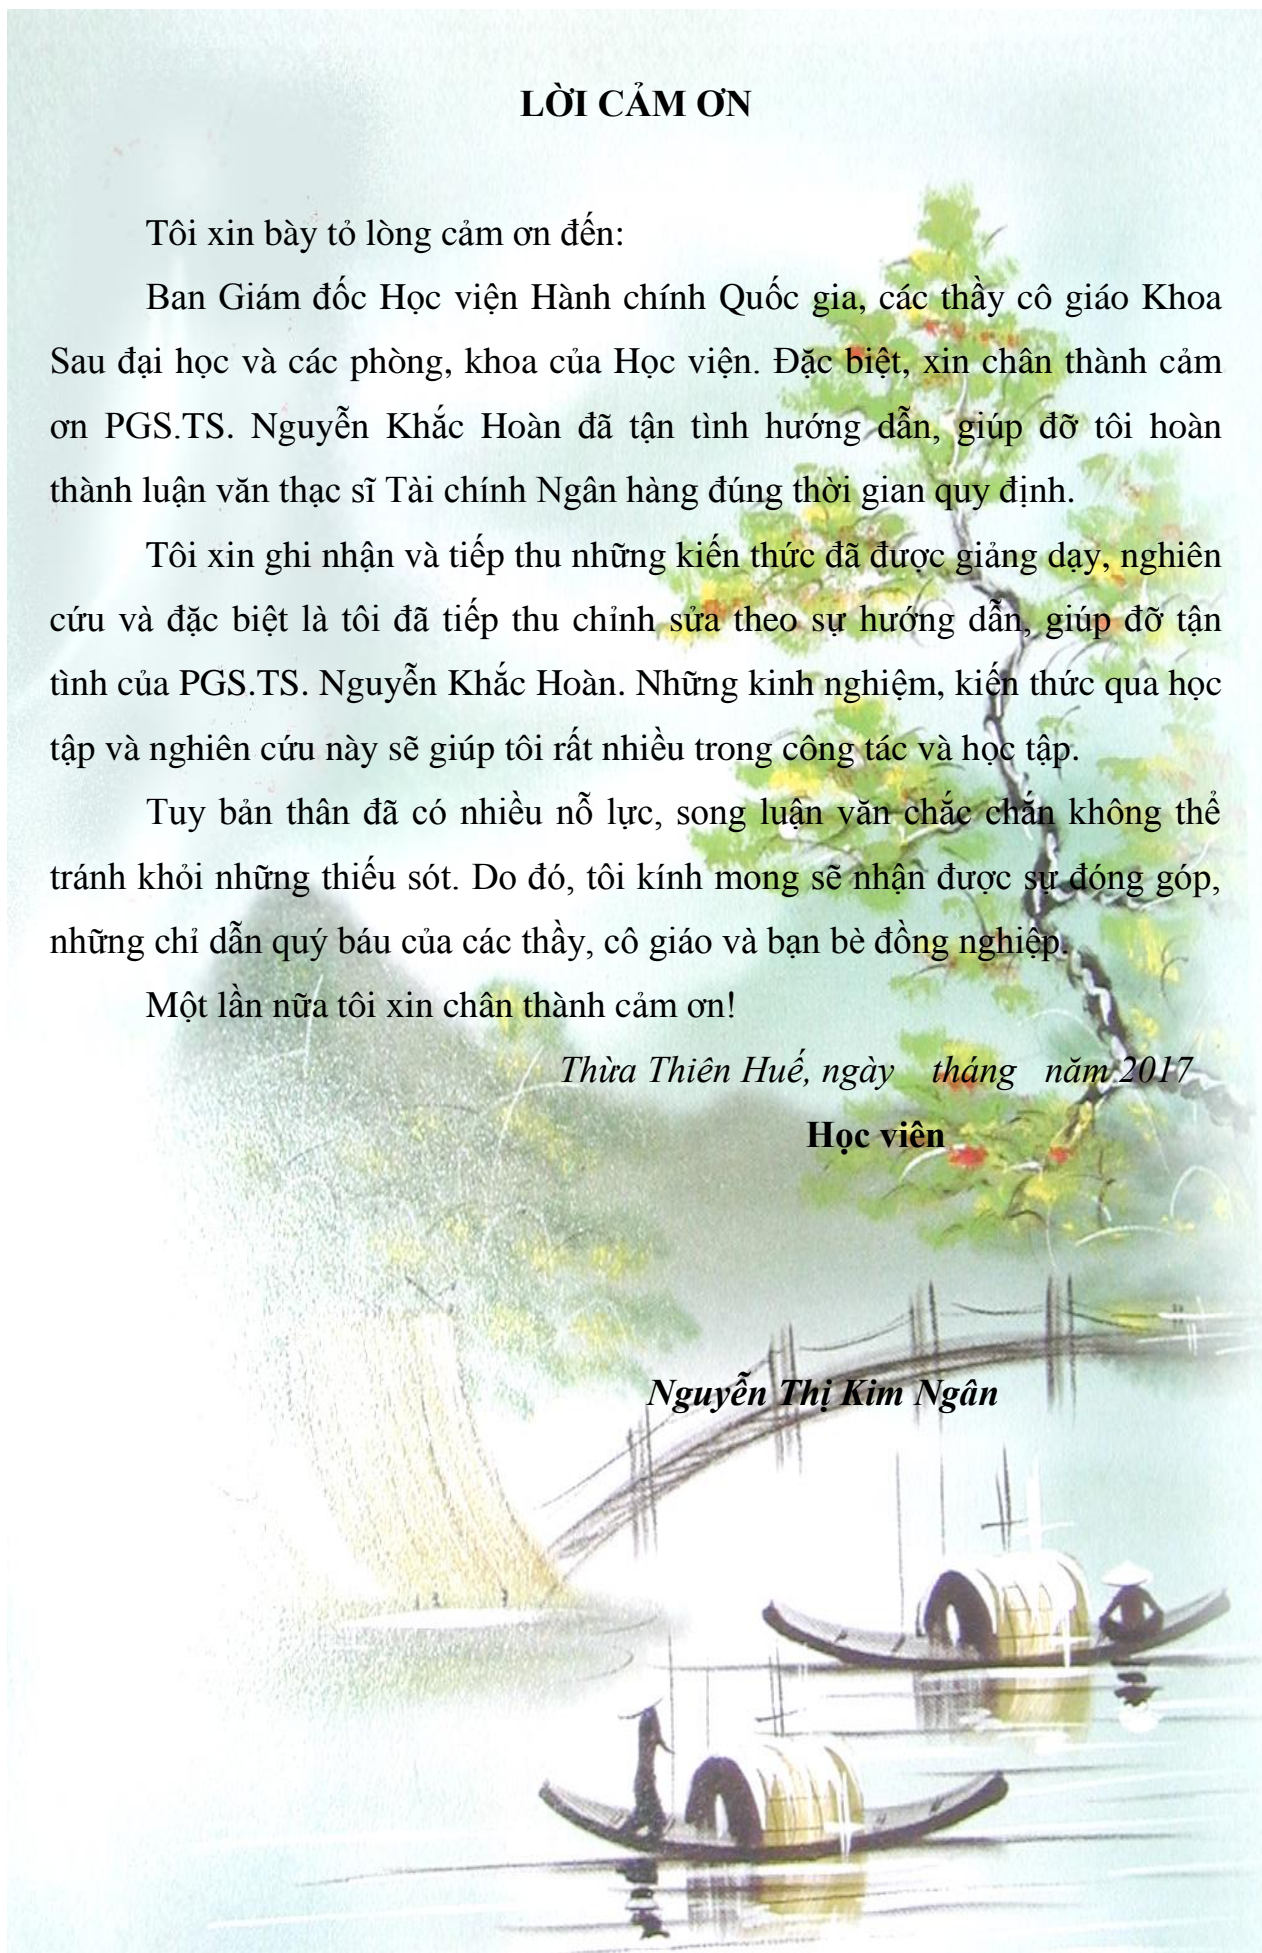 LỜI CẢM ƠN
Tôi xin bày tỏ lòng cảm ơn đến:
Ban Giám đốc Học viện Hành chính Quốc gia, các thầy cô giáo Khoa
Sau đại học và các phòng, khoa của Học viện. Đặc biệt, xin chân thành cảm
ơn PGS.TS. Nguyễn Khắc Hoàn đã tận tình hướng dẫn, giúp đỡ tôi hoàn
thành luận văn thạc sĩ Tài chính Ngân hàng đúng thời gian quy định.
Tôi xin ghi nhận và tiếp thu những kiến thức đã được giảng dạy, nghiên
cứu và đặc biệt là tôi đã tiếp thu chỉnh sửa theo sự hướng dẫn, giúp đỡ tận
tình của PGS.TS. Nguyễn Khắc Hoàn. Những kinh nghiệm, kiến thức qua học
tập và nghiên cứu này sẽ giúp tôi rất nhiều trong công tác và học tập.
Tuy bản thân đã có nhiều nỗ lực, song luận văn chắc chắn không thể
tránh khỏi những thiếu sót. Do đó, tôi kính mong sẽ nhận được sự đóng góp,
những chỉ dẫn quý báu của các thầy, cô giáo và bạn bè đồng nghiệp.
Một lần nữa tôi xin chân thành cảm ơn!
Thừa Thiên Huế, ngày    tháng   năm 2017
Học viên
Nguyễn Thị Kim Ngân